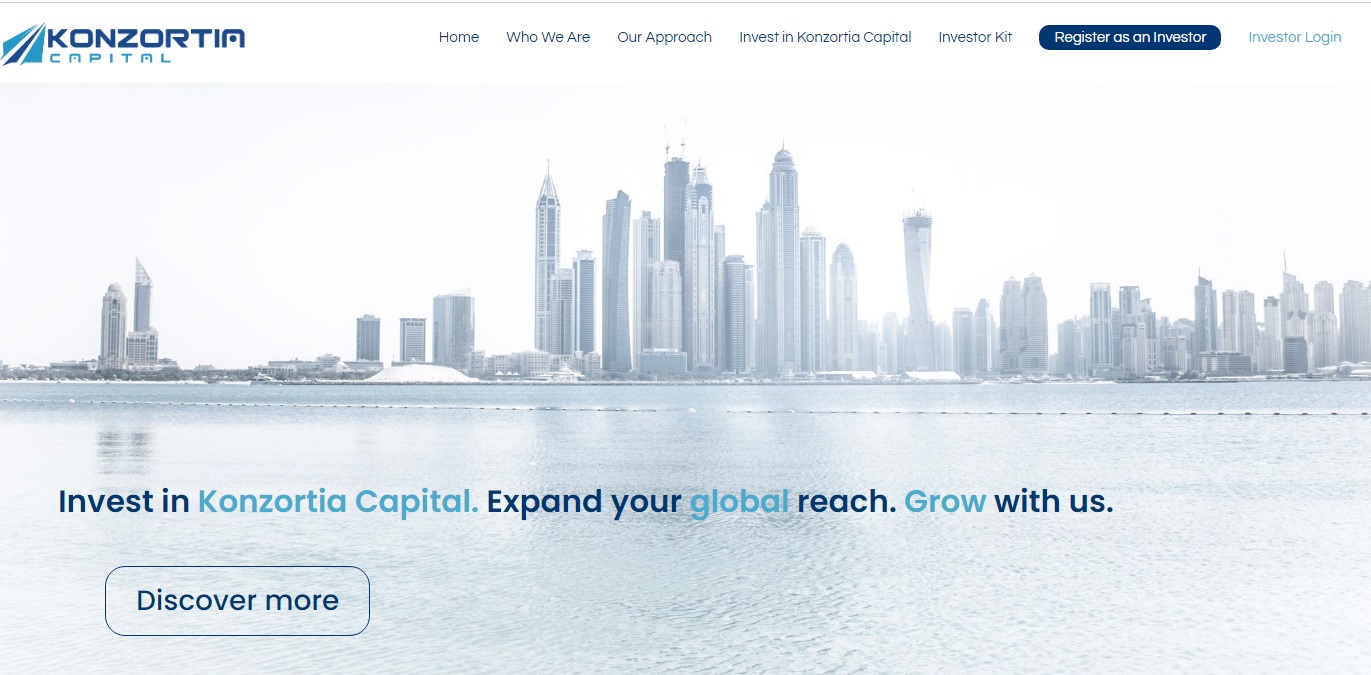 KONZORTIA
CAPITAL
Home Who We Are Our Approach Invest in Konzortia Capital Investor Kit Register as an Investor Investor Login
Invest in Konzortia Capital. Expand your global reach. Grow with us.
Discover more